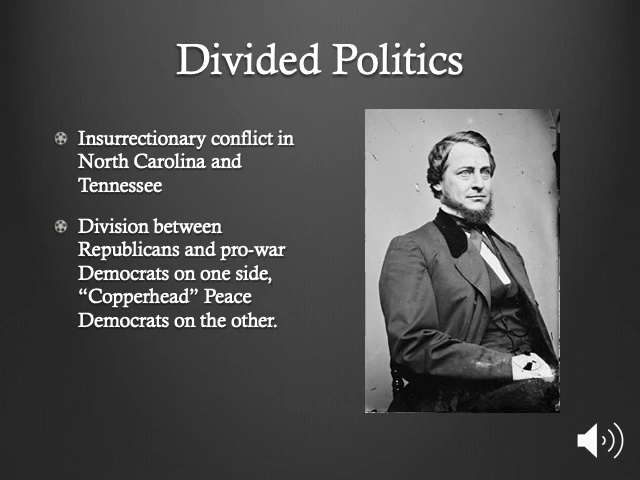 Divided Politics
Insurrectionary conflict in
North Carolina and
Tennessee
Division between
Republicans and pro-war
Democrats on one side,
“Copperhead” Peace
Democrats on the other.